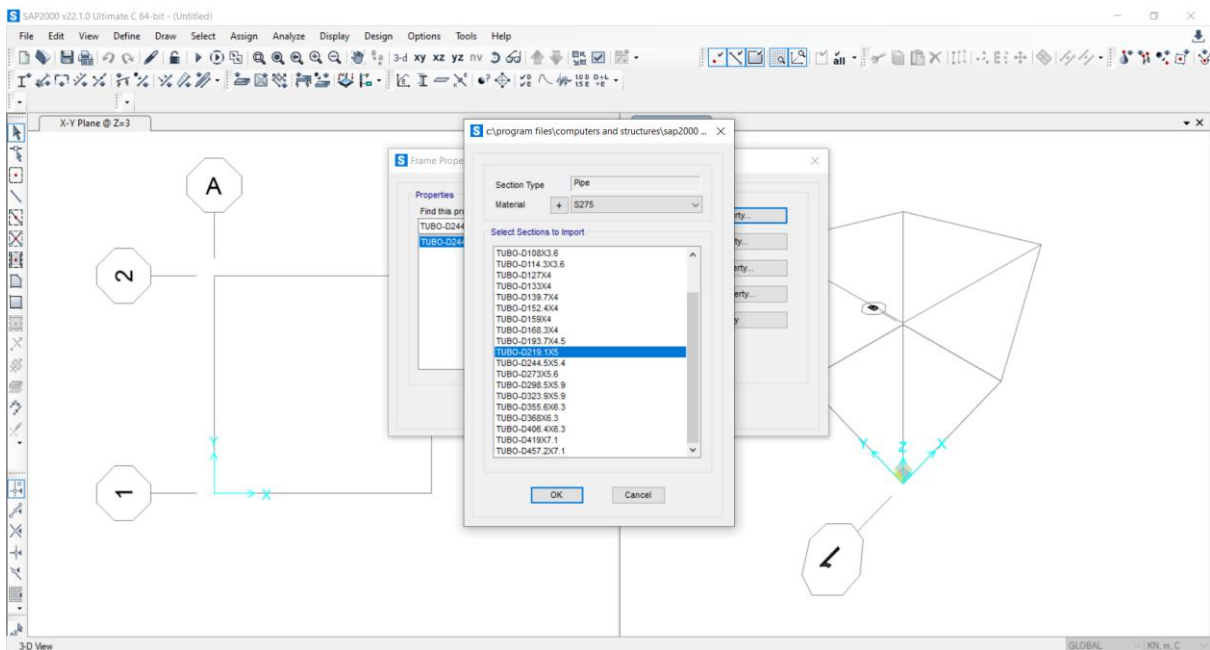 S SAP2000 v22.1.0 Ultimate C 64-bit - (Untitled)
File Edit View Define Draw Select Assign Analyze Display Design Options Tools Help
3-d xy xz yz nv
all
X-Y Plane @ Z=3
S c:\program files\computers and structures\sap2000 ...
S Frame Prope
Section Type Pipe
Material + S275
Properties
Find this pro
TUBO-D244
TUBO-D244
rty...
ty...
erty...
erty...
y
Select Sections to Import
TUBO-D108X3.6
TUBO-D114.3X3.6
TUBO-D127X4
TUBO-D133X4
TUBO-D139.7X4
TUBO-D152.4X4
TUBO-D159X4
TUBO-D168.3X4
TUBO-D193.7X4.5
TUBO-D219.1X5
TUBO-D244.5X5.4
TUBO-D273X5.6
TUBO-D298.5X5.9
TUBO-D323.9X5.9
TUBO-D355.6X6.3
TUBO-D368X6.3
TUBO-D406.4X6.3
TUBO-D419X7.1
TUBO-D457.2X7.1
OK Cancel
A
2
1
Y
X
Y Z X
3-D View
GLOBAL KN, m, C